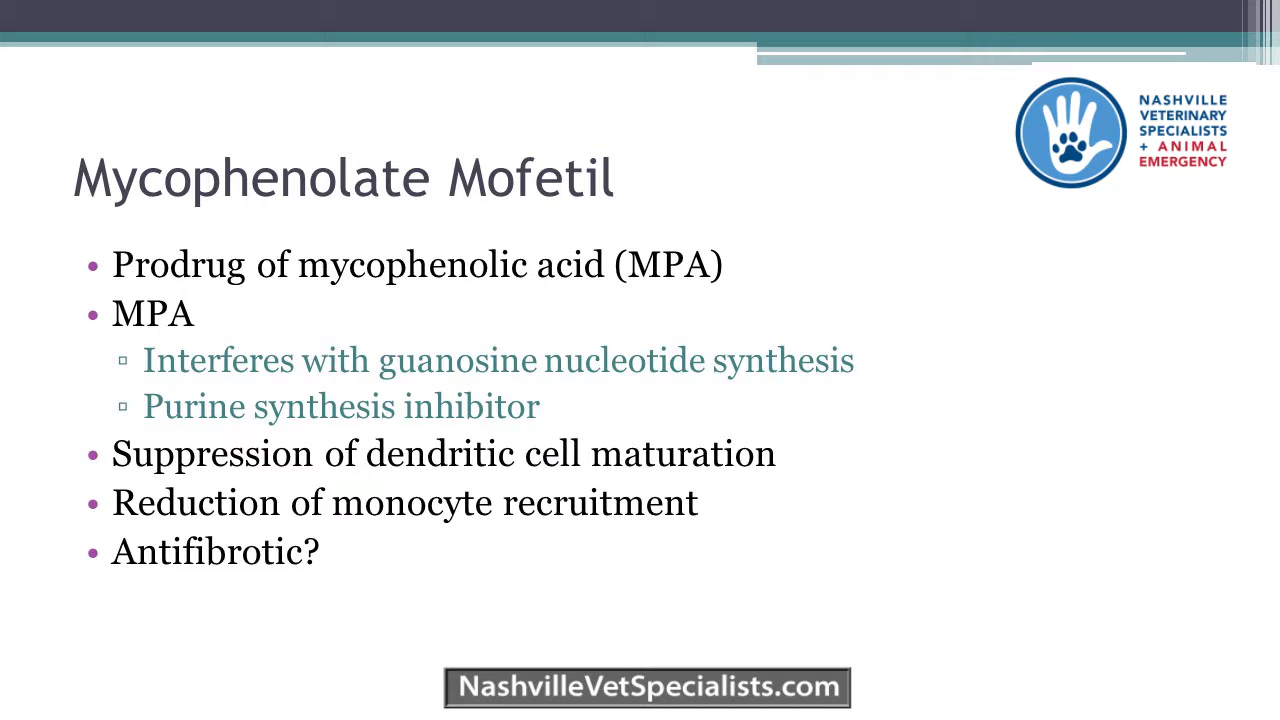 NASHVILLE
VETERINARY
SPECIALISTS
+ ANIMAL
EMERGENCY
Mycophenolate Mofetil
• Prodrug of mycophenolic acid (MPA)
• MPA
▫ Interferes with guanosine nucleotide synthesis
▫ Purine synthesis inhibitor
• Suppression of dendritic cell maturation
• Reduction of monocyte recruitment
• Antifibrotic?
NashvilleVetSpecialists.com